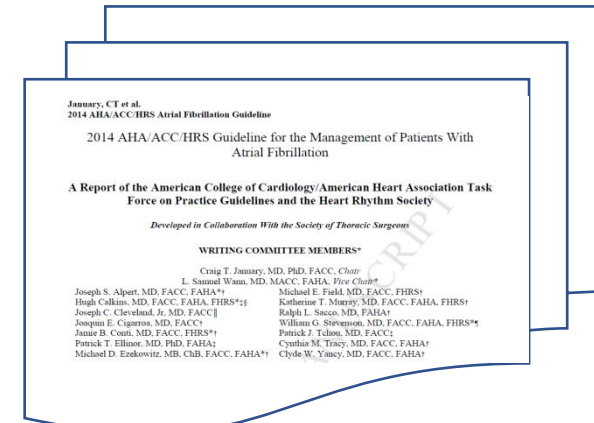 January, CT et al.
2014 AHA/ACC/HRS Atrial Fibrillation Guideline
2014 AHA/ACC/HRS Guideline for the Management of Patients With
Atrial Fibrillation
A Report of the American College of Cardiology/American Heart Association Task
Force on Practice Guidelines and the Heart Rhythm Society
Developed in Collaboration With the Society of Thoracic Surgeons
WRITING COMMITTEE MEMBERS*
Craig T. January, MD, PhD, FACC, Chair
L. Samuel Wann, MD, MACC, FAHA, Vice Chair*
Joseph S. Alpert, MD, FACC, FAHA*† Michael E. Field, MD, FACC, FHRS†
Hugh Calkins, MD, FACC, FAHA, FHRS*‡§ Katherine T. Murray, MD, FACC, FAHA, FHRS†
Joseph C. Cleveland, Jr, MD, FACC‖ Ralph L. Sacco, MD, FAHA†
Joaquin E. Cigarroa, MD, FACC† William G. Stevenson, MD, FACC, FAHA, FHRS*¶
Jamie B. Conti, MD, FACC, FHRS*† Patrick J. Tchou, MD, FACC‡
Patrick T. Ellinor, MD, PhD, FAHA‡ Cynthia M. Tracy, MD, FACC, FAHA†
Michael D. Ezekowitz, MB, ChB, FACC, FAHA*† Clyde W. Yancy, MD, FACC, FAHA†